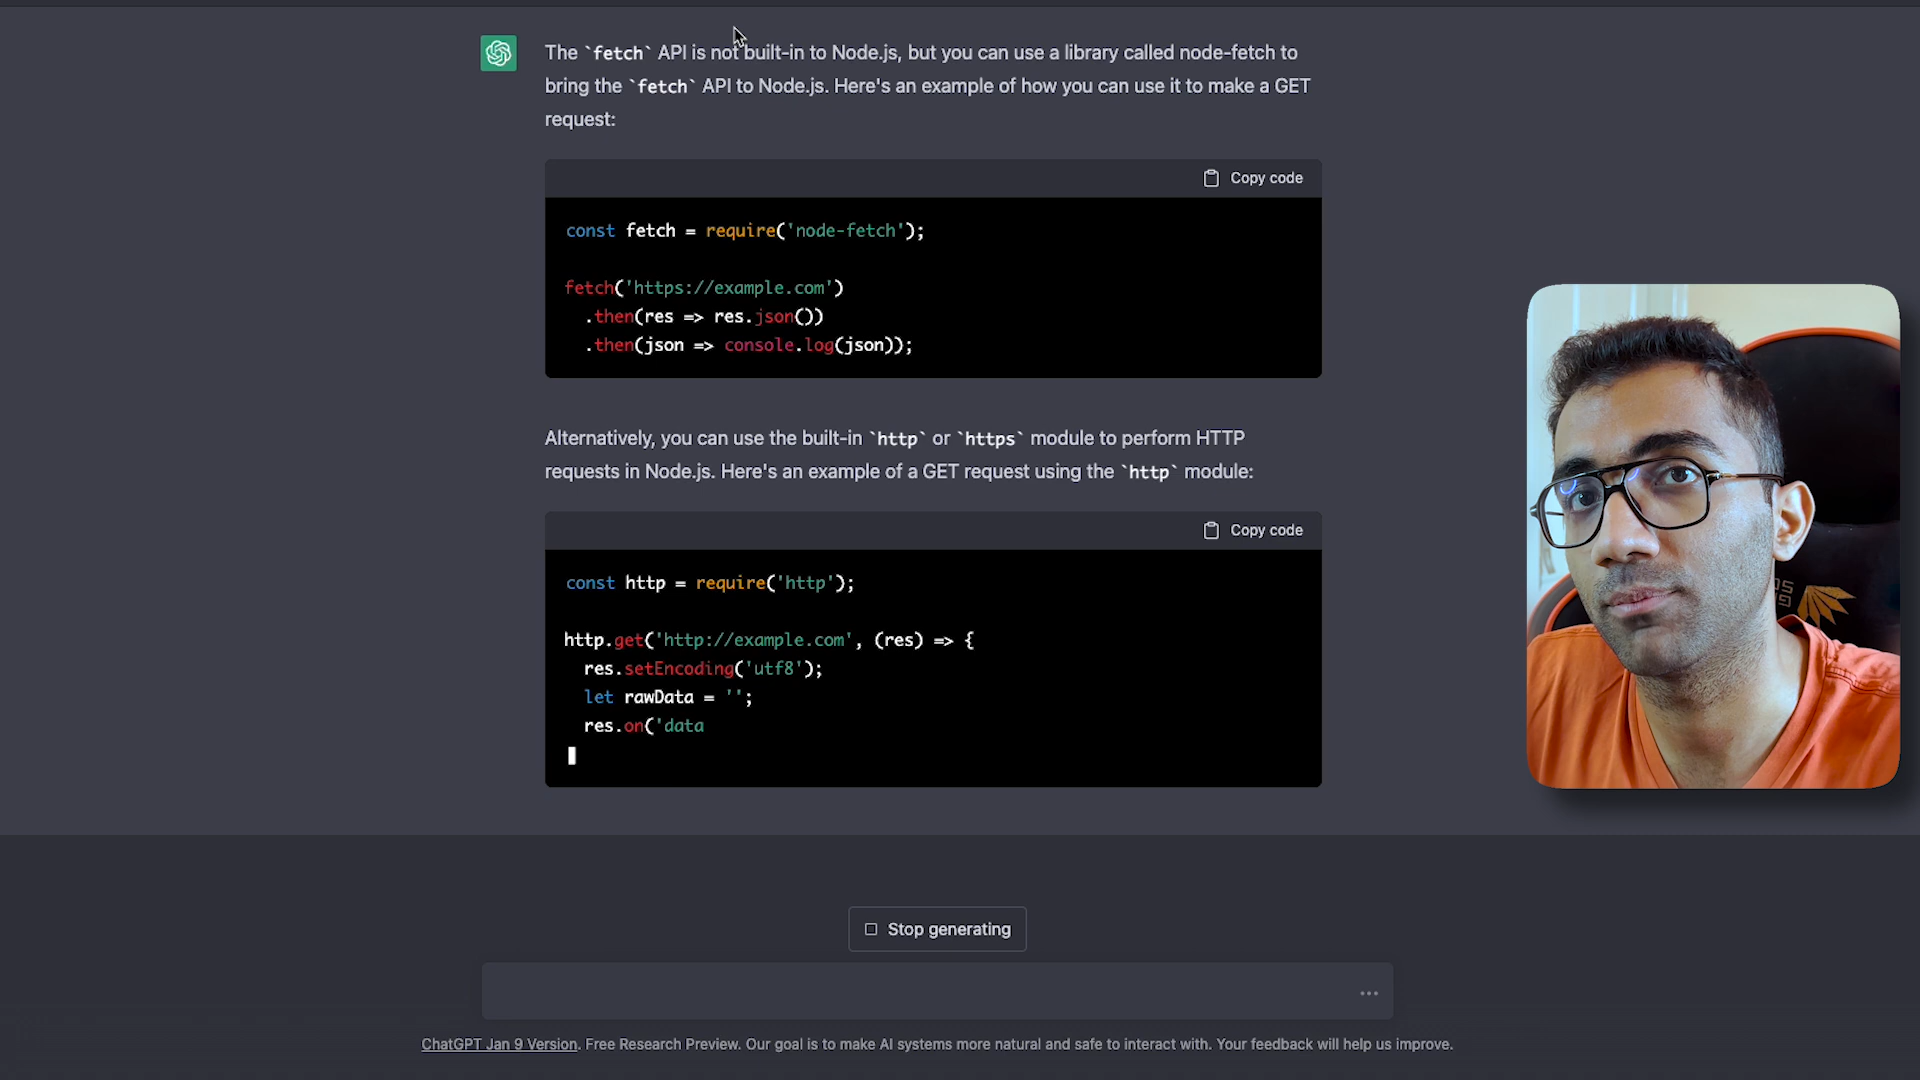 The `fetch` API is not built-in to Node.js, but you can use a library called node-fetch to
bring the `fetch` API to Node.js. Here's an example of how you can use it to make a GET
request:
Copy code
const fetch = require('node-fetch');
fetch('https://example.com')
.then(res => res.json())
.then(json => console.log(json));
Alternatively, you can use the built-in `http` or `https` module to perform HTTP
requests in Node.js. Here's an example of a GET request using the `http` module:
Copy code
const http = require('http');
http.get('http://example.com', (res) => {
res.setEncoding('utf8');
let rawData = '';
res.on('data
Stop generating
ChatGPT Jan 9 Version. Free Research Preview. Our goal is to make AI systems more natural and safe to interact with. Your feedback will help us improve.